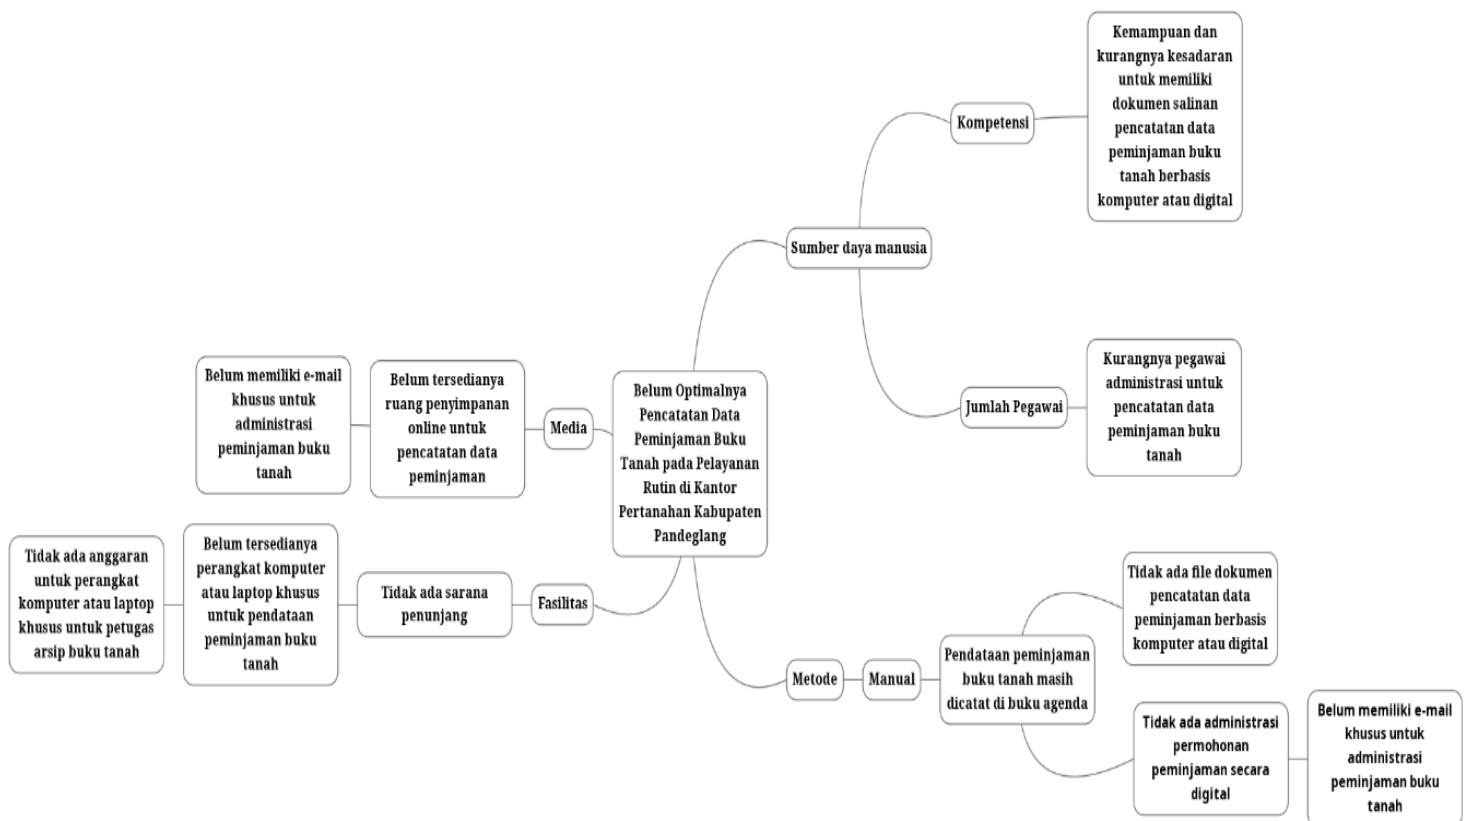 Kemampuan dan
kurangnya kesadaran
untuk memiliki
dokumen salinan
pencatatan data
peminjaman buku
tanah berbasis
komputer atau digital
Kompetensi
Sumber daya manusia
Kurangnya pegawai
administrasi untuk
pencatatan data
peminjaman buku
tanah
Jumlah Pegawai
Belum memiliki e-mail
khusus untuk
administrasi
peminjaman buku
tanah
Belum tersedianya
ruang penyimpanan
online untuk
pencatatan data
peminjaman
Media
Belum Optimalnya
Pencatatan Data
Peminjaman Buku
Tanah pada Pelayanan
Rutin di Kantor
Pertanahan Kabupaten
Pandeglang
Tidak ada anggaran
untuk perangkat
komputer atau laptop
khusus untuk petugas
arsip buku tanah
Belum tersedianya
perangkat komputer
atau laptop khusus
untuk pendataan
peminjaman buku
tanah
Tidak ada sarana
penunjang
Fasilitas
Metode
Manual
Pendataan peminjaman
buku tanah masih
dicatat di buku agenda
Tidak ada file dokumen
pencatatan data
peminjaman berbasis
komputer atau digital
Tidak ada administrasi
permohonan
peminjaman secara
digital
Belum memiliki e-mail
khusus untuk
administrasi
peminjaman buku
tanah